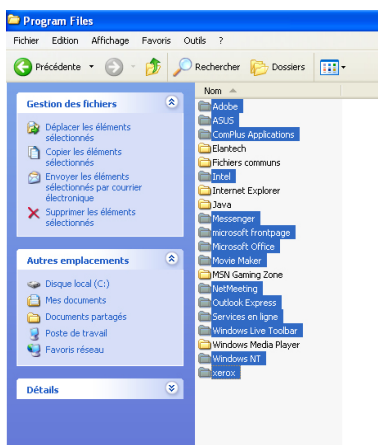 Program Files
Fichier Edition Affichage Favoris Outils ?
Précédente Rechercher Dossiers
Nom
Gestion des fichiers
Déplacer les éléments
sélectionnés
Copier les éléments
sélectionnés
Envoyer les éléments
sélectionnés par courrier
électronique
Supprimer les éléments
sélectionnés
Autres emplacements
Disque local (C:)
Mes documents
Documents partagés
Poste de travail
Favoris réseau
Détails
Adobe
ASUS
ComPlus Applications
Elantech
Fichiers communs
Intel
Internet Explorer
Java
Messenger
microsoft frontpage
Microsoft Office
Movie Maker
MSN Gaming Zone
NetMeeting
Outlook Express
Services en ligne
Windows Live Toolbar
Windows Media Player
Windows NT
xerox